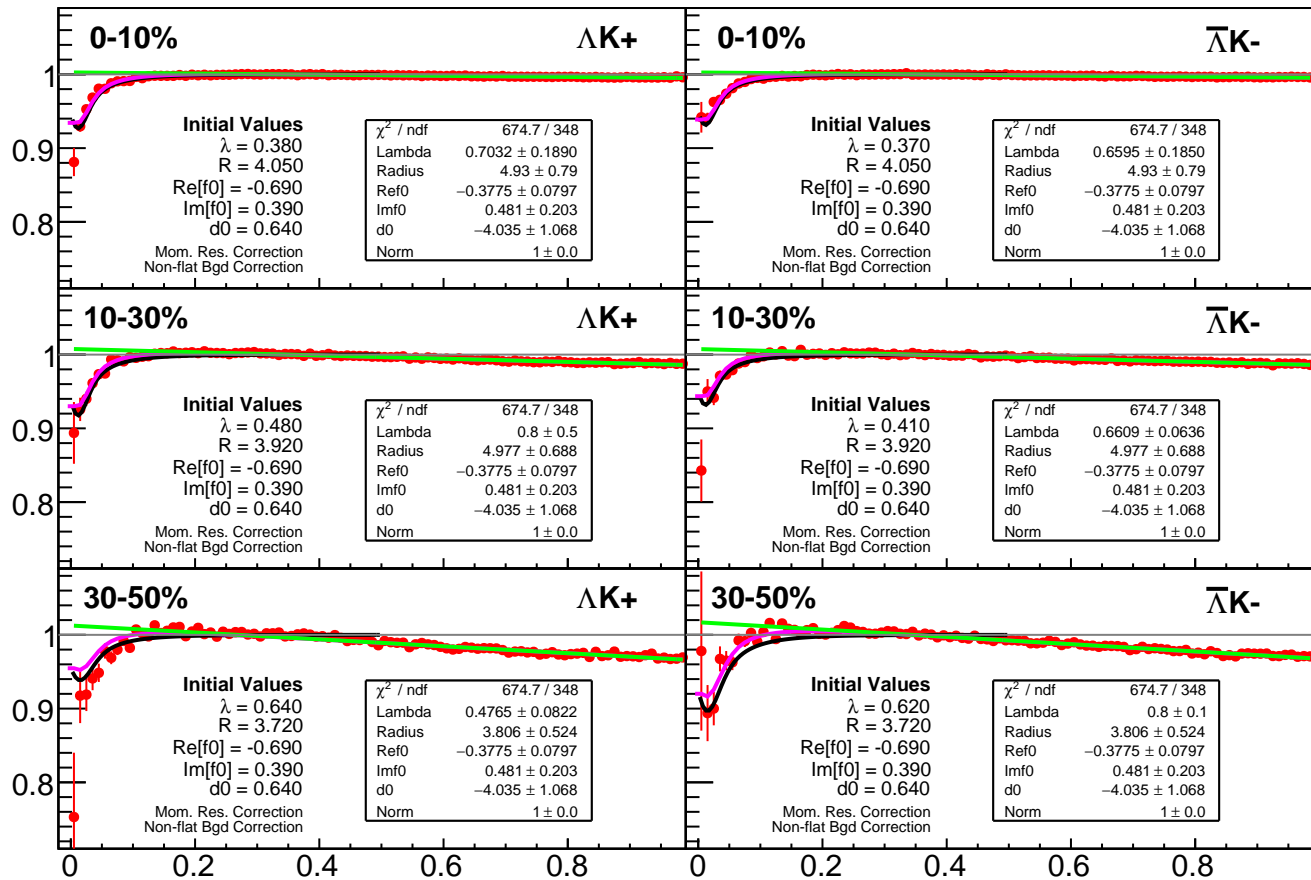 0-10% ΛK+
Initial Values
λ = 0.380
R = 4.050
Re[f0] = -0.690
Im[f0] = 0.390
d0 = 0.640
Mom. Res. Correction
Non-flat Bgd Correction
χ² / ndf 674.7 / 348
Lambda 0.7032 ± 0.1890
Radius 4.93 ± 0.79
Ref0 −0.3775 ± 0.0797
Imf0 0.481 ± 0.203
d0 −4.035 ± 1.068
Norm 1 ± 0.0
1
0.9
0.8
0-10% Λ̅K-
Initial Values
λ = 0.370
R = 4.050
Re[f0] = -0.690
Im[f0] = 0.390
d0 = 0.640
Mom. Res. Correction
Non-flat Bgd Correction
χ² / ndf 674.7 / 348
Lambda 0.6595 ± 0.1850
Radius 4.93 ± 0.79
Ref0 −0.3775 ± 0.0797
Imf0 0.481 ± 0.203
d0 −4.035 ± 1.068
Norm 1 ± 0.0
10-30% ΛK+
Initial Values
λ = 0.480
R = 3.920
Re[f0] = -0.690
Im[f0] = 0.390
d0 = 0.640
Mom. Res. Correction
Non-flat Bgd Correction
χ² / ndf 674.7 / 348
Lambda 0.8 ± 0.5
Radius 4.977 ± 0.688
Ref0 −0.3775 ± 0.0797
Imf0 0.481 ± 0.203
d0 −4.035 ± 1.068
Norm 1 ± 0.0
1
0.9
0.8
10-30% Λ̅K-
Initial Values
λ = 0.410
R = 3.920
Re[f0] = -0.690
Im[f0] = 0.390
d0 = 0.640
Mom. Res. Correction
Non-flat Bgd Correction
χ² / ndf 674.7 / 348
Lambda 0.6609 ± 0.0636
Radius 4.977 ± 0.688
Ref0 −0.3775 ± 0.0797
Imf0 0.481 ± 0.203
d0 −4.035 ± 1.068
Norm 1 ± 0.0
30-50% ΛK+
Initial Values
λ = 0.640
R = 3.720
Re[f0] = -0.690
Im[f0] = 0.390
d0 = 0.640
Mom. Res. Correction
Non-flat Bgd Correction
χ² / ndf 674.7 / 348
Lambda 0.4765 ± 0.0822
Radius 3.806 ± 0.524
Ref0 −0.3775 ± 0.0797
Imf0 0.481 ± 0.203
d0 −4.035 ± 1.068
Norm 1 ± 0.0
1
0.9
0.8
0 0.2 0.4 0.6 0.8
30-50% Λ̅K-
Initial Values
λ = 0.620
R = 3.720
Re[f0] = -0.690
Im[f0] = 0.390
d0 = 0.640
Mom. Res. Correction
Non-flat Bgd Correction
χ² / ndf 674.7 / 348
Lambda 0.8 ± 0.1
Radius 3.806 ± 0.524
Ref0 −0.3775 ± 0.0797
Imf0 0.481 ± 0.203
d0 −4.035 ± 1.068
Norm 1 ± 0.0
0 0.2 0.4 0.6 0.8